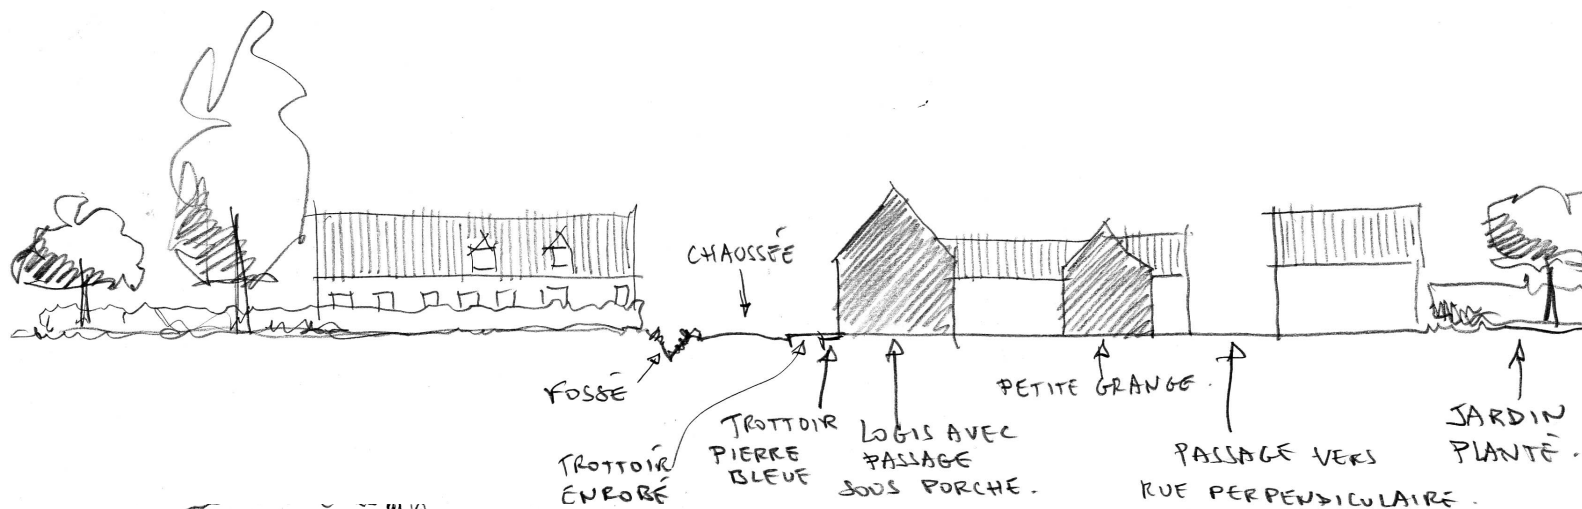 CHAUSSÉE
FOSSÉ
TROTTOIR
ENROBÉ
TROTTOIR
PIERRE
BLEUE
LOGIS AVEC
PASSAGE
SOUS PORCHE.
PETITE GRANGE.
PASSAGE VERS
RUE PERPENDICULAIRE.
JARDIN
PLANTÉ.